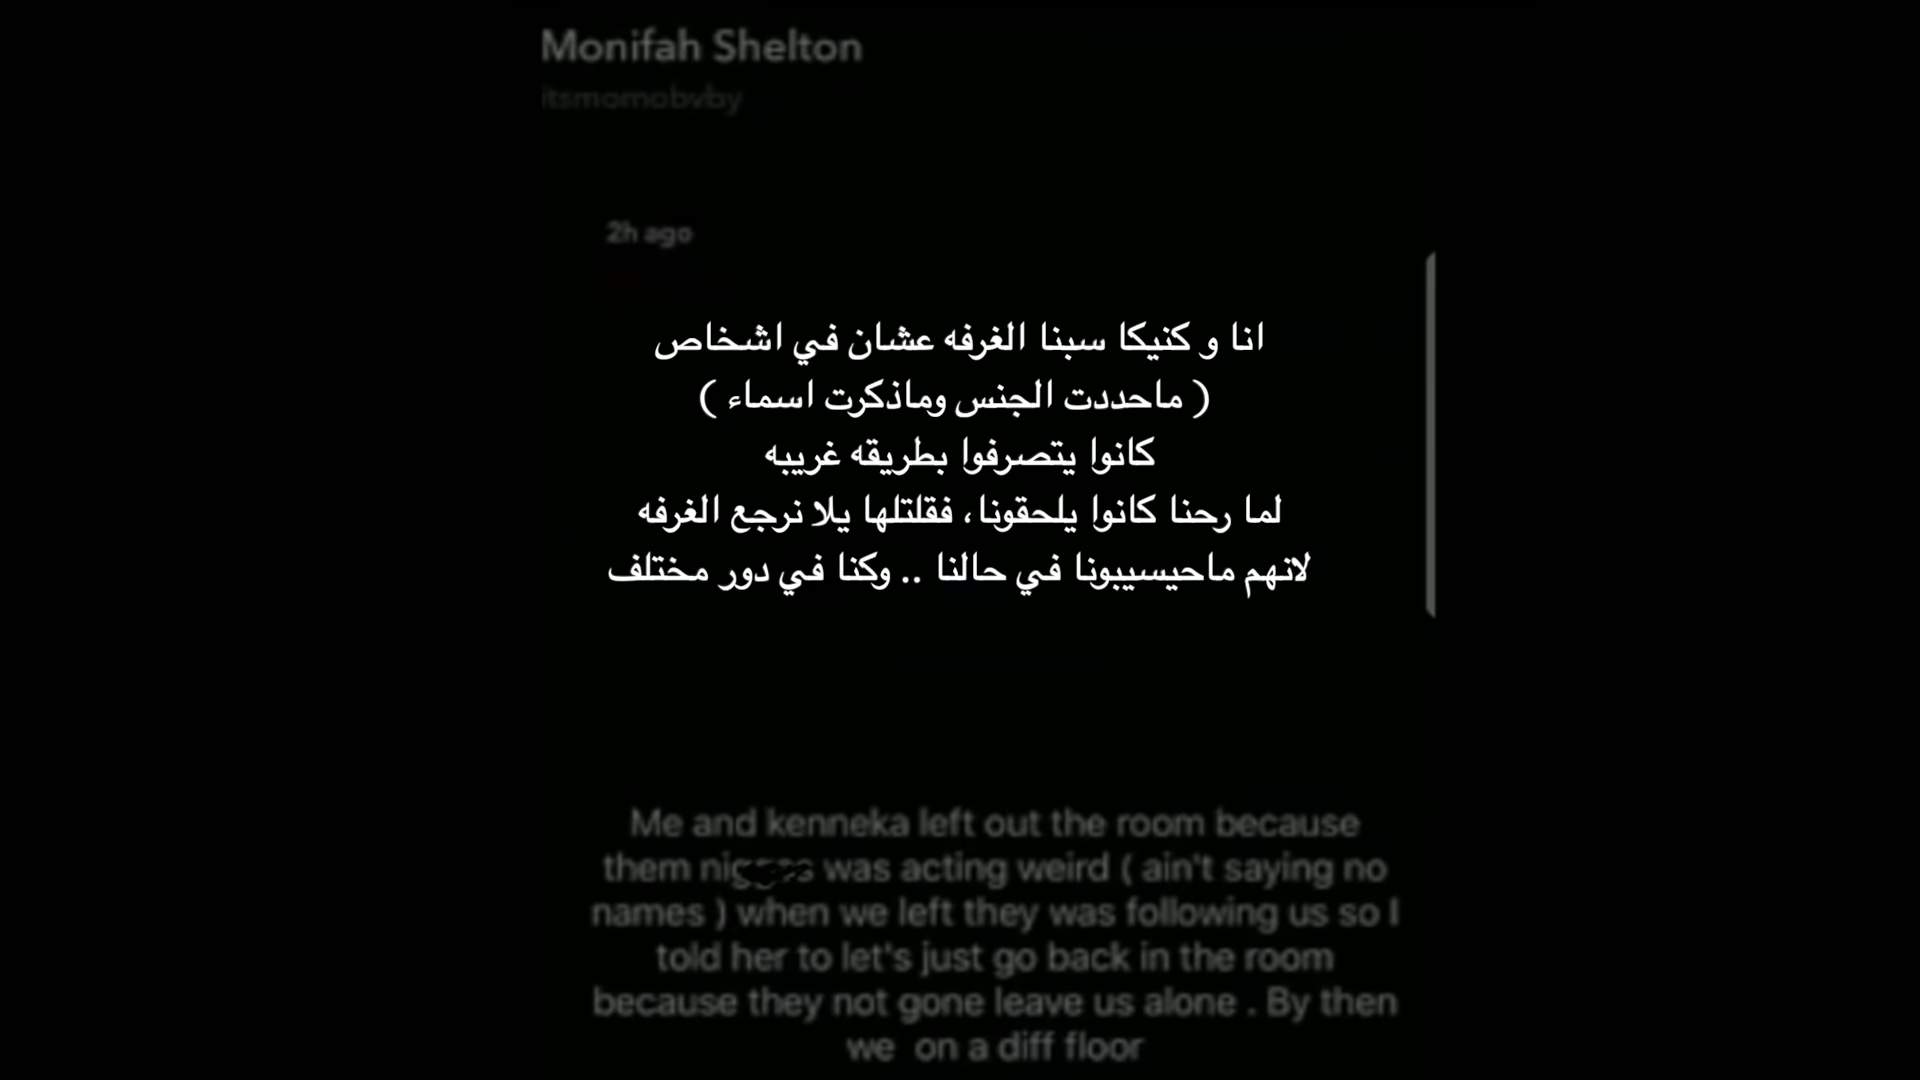 Monifah Shelton
itsmomobvby
2h ago
انا و كنيكا سبنا الغرفه عشان في اشخاص
( ماحددت الجنس وماذكرت اسماء )
كانوا يتصرفوا بطريقه غريبه
لما رحنا كانوا يلحقونا، فقلتلها يلا نرجع الغرفه
لانهم ماحيسيبونا في حالنا .. وكنا في دور مختلف
Me and kenneka left out the room because
them was acting weird ( ain't saying no
names ) when we left they was following us so I
told her to let's just go back in the room
because they not gone leave us alone . By then
we on a diff floor